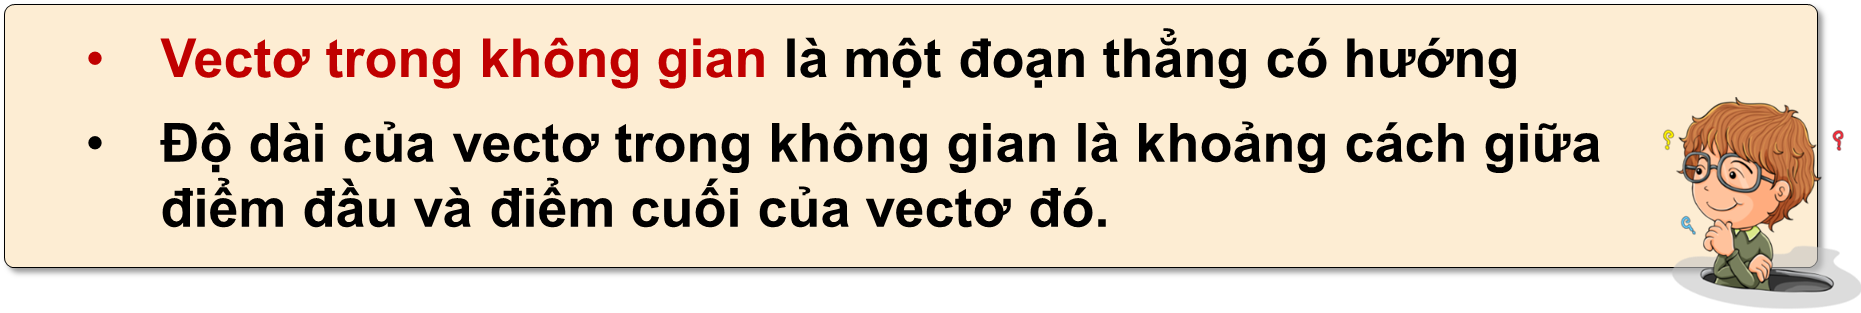 • Vectơ trong không gian là một đoạn thẳng có hướng
• Độ dài của vectơ trong không gian là khoảng cách giữa
điểm đầu và điểm cuối của vectơ đó.